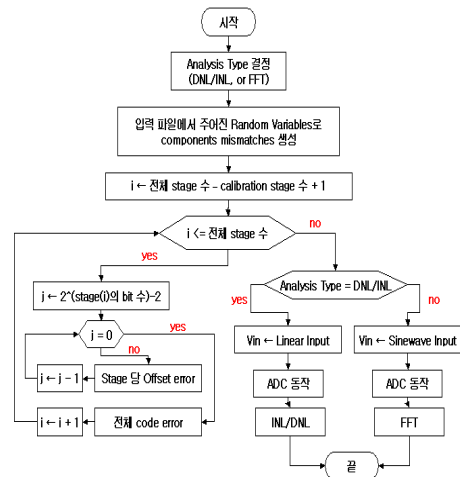 시작
Analysis Type 결정
(DNL/INL, or FFT)
입력 파일에서 주어진 Random Variables로
components mismatches 생성
i ← 전체 stage 수 – calibration stage 수 + 1
i <= 전체 stage 수
no
yes
j ← 2^(stage(i)의 bit 수)-2
Analysis Type = DNL/INL
yes
no
j = 0
yes
no
Vin ← Linear Input
Vin ← Sinewave Input
j ← j - 1
Stage 당 Offset error
ADC 동작
ADC 동작
i ← i + 1
전체 code error
INL/DNL
FFT
끝